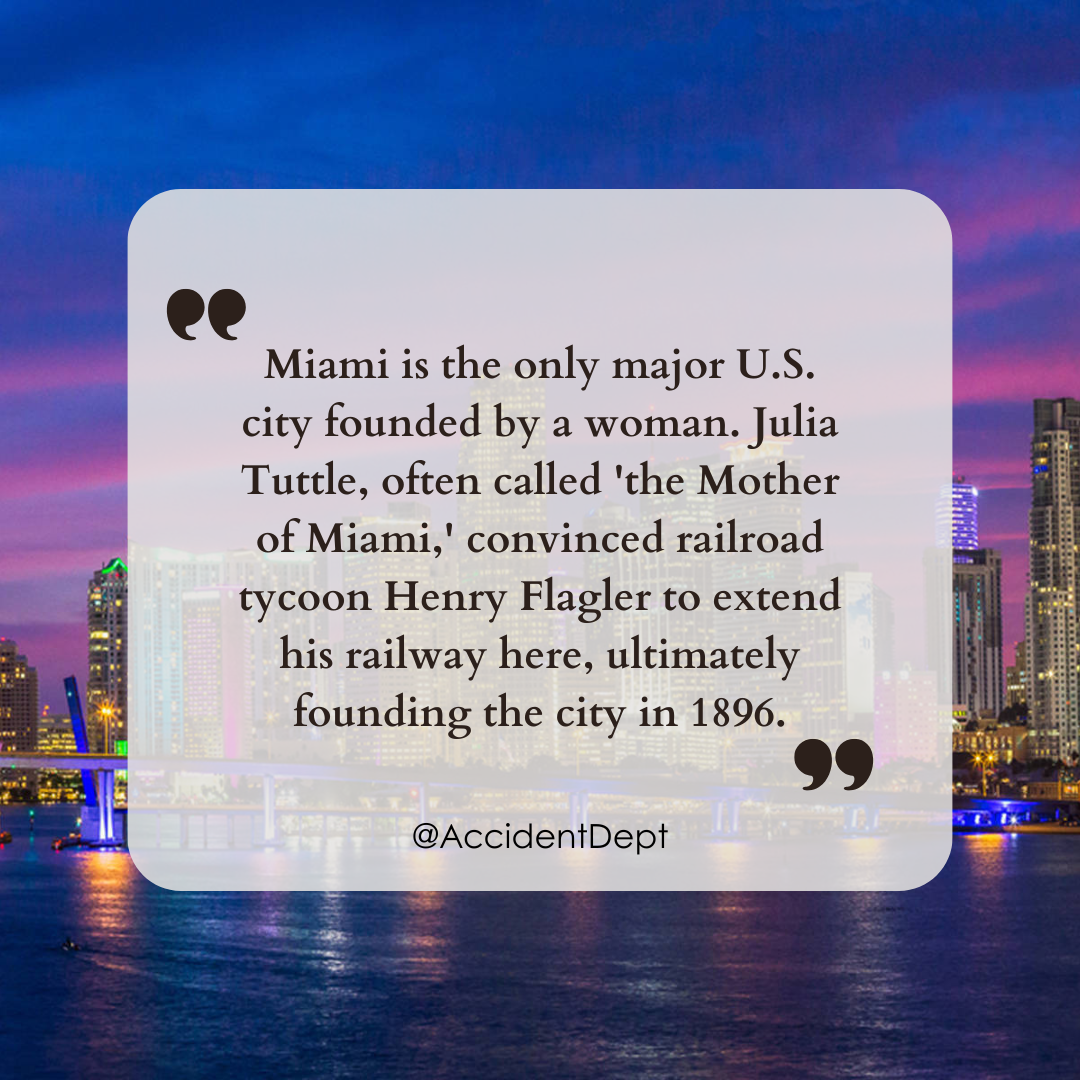 Miami is the only major U.S.
city founded by a woman. Julia
Tuttle, often called 'the Mother
of Miami,' convinced railroad
tycoon Henry Flagler to extend
his railway here, ultimately
founding the city in 1896.
@AccidentDept